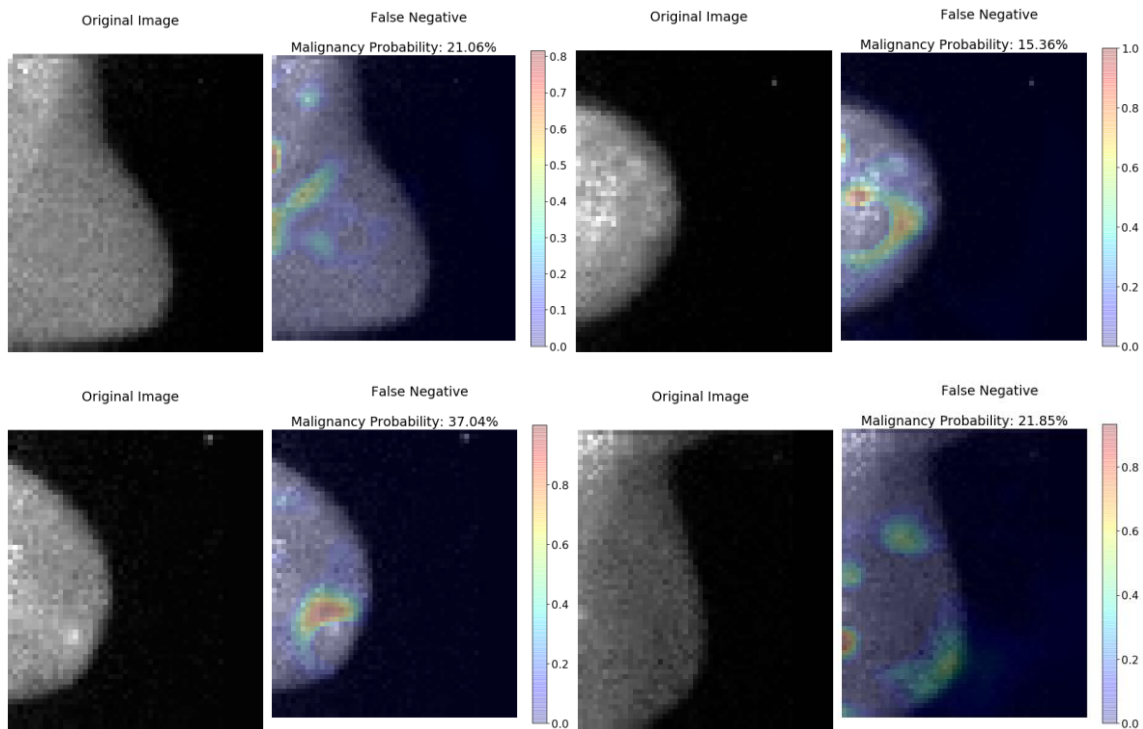 Original Image
False Negative
Malignancy Probability: 21.06%
0.8
0.7
0.6
0.5
0.4
0.3
0.2
0.1
0.0
Original Image
False Negative
Malignancy Probability: 15.36%
1.0
0.8
0.6
0.4
0.2
0.0
Original Image
False Negative
Malignancy Probability: 37.04%
0.8
0.6
0.4
0.2
0.0
Original Image
False Negative
Malignancy Probability: 21.85%
0.8
0.6
0.4
0.2
0.0